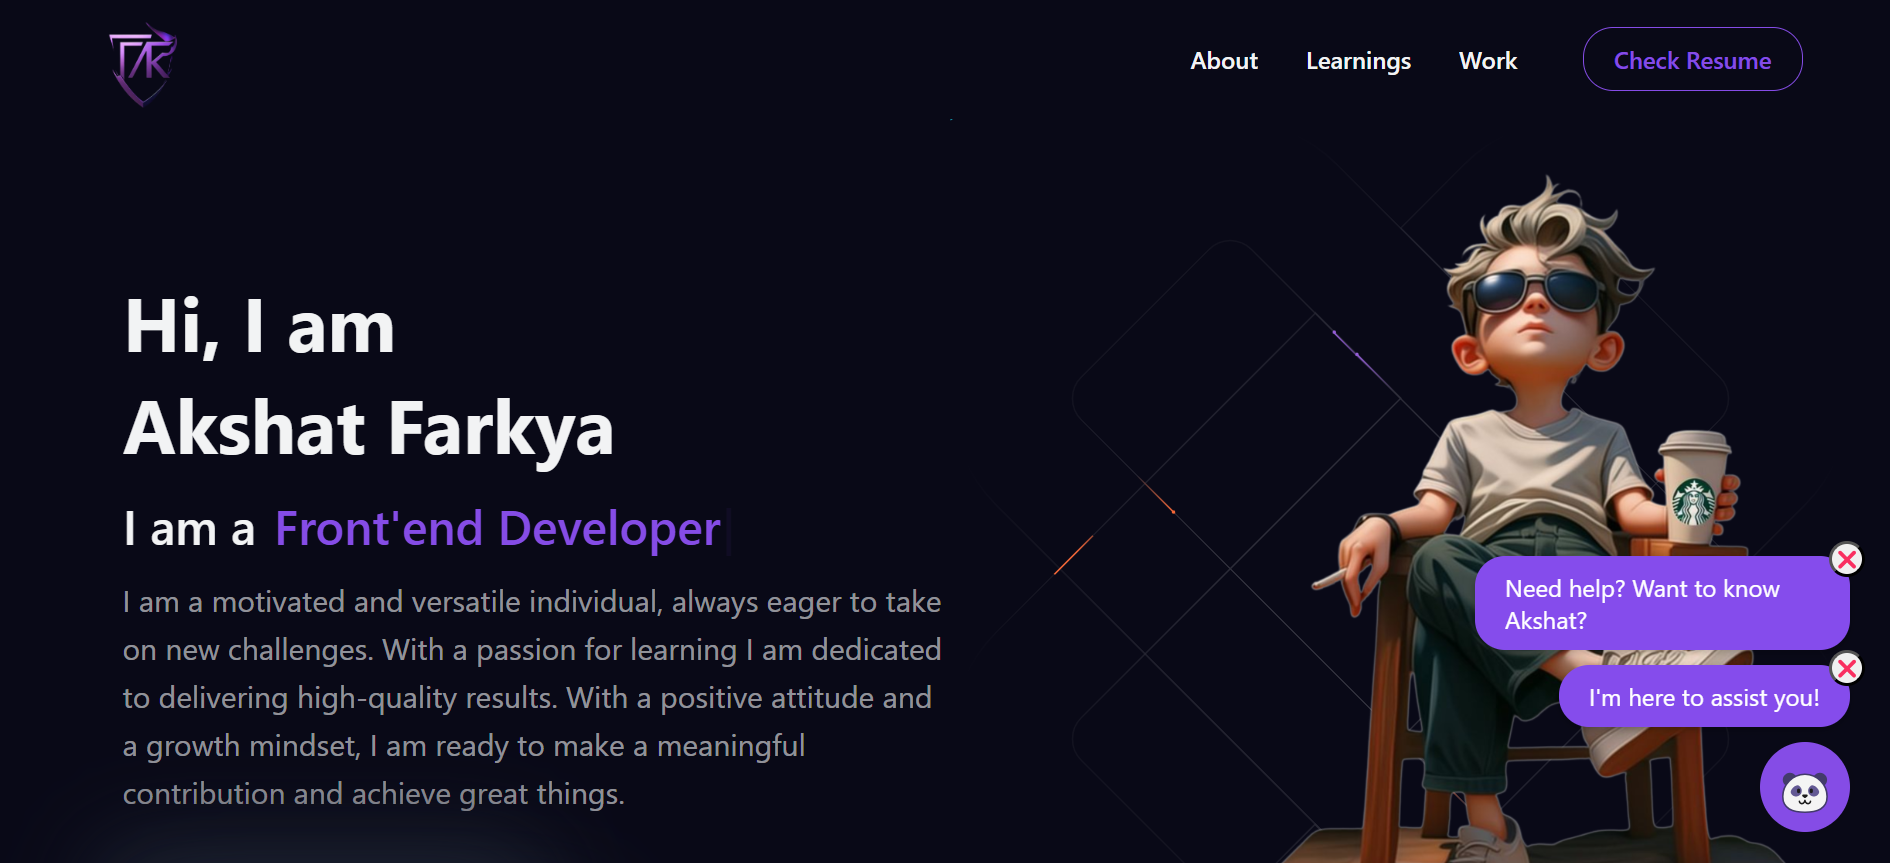 About
Learnings
Work
Check Resume
Hi, I am
Akshat Farkya
I am a Front'end Developer
I am a motivated and versatile individual, always eager to take
on new challenges. With a passion for learning I am dedicated
to delivering high-quality results. With a positive attitude and
a growth mindset, I am ready to make a meaningful
contribution and achieve great things.
Need help? Want to know
Akshat?
I'm here to assist you!